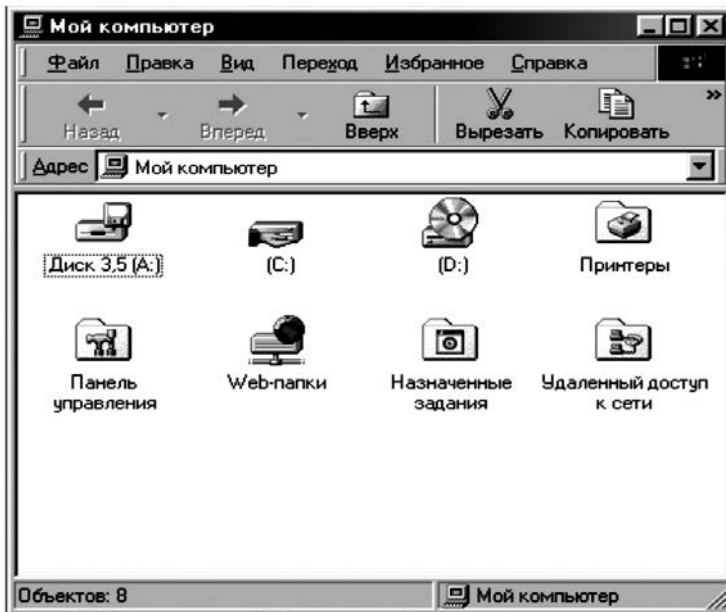 Мой компьютер
Файл Правка Вид Переход Избранное Справка
Назад Вперед Вверх Вырезать Копировать »
Адрес Мой компьютер
Диск 3,5 (A:) (C:) (D:) Принтеры
Панель управления Web-папки Назначенные задания Удаленный доступ к сети
Объектов: 8 Мой компьютер